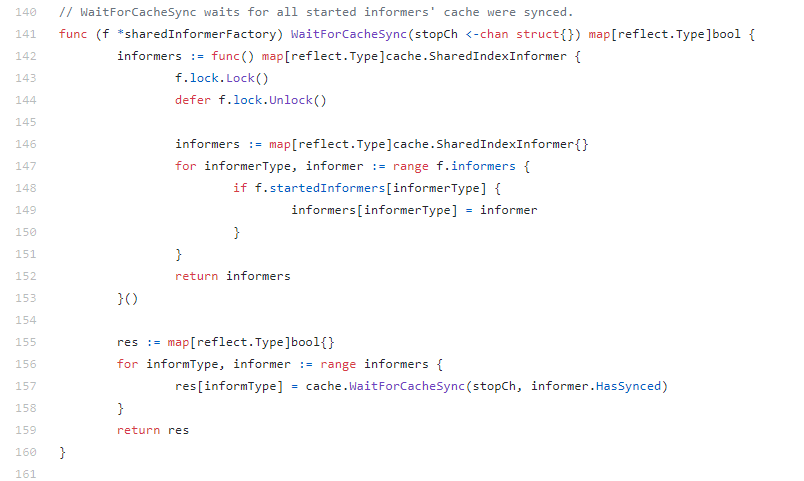 140 // WaitForCacheSync waits for all started informers' cache were synced.
141 func (f *sharedInformerFactory) WaitForCacheSync(stopCh <-chan struct{}) map[reflect.Type]bool {
142 informers := func() map[reflect.Type]cache.SharedIndexInformer {
143 f.lock.Lock()
144 defer f.lock.Unlock()
145
146 informers := map[reflect.Type]cache.SharedIndexInformer{}
147 for informerType, informer := range f.informers {
148 if f.startedInformers[informerType] {
149 informers[informerType] = informer
150 }
151 }
152 return informers
153 }()
154
155 res := map[reflect.Type]bool{}
156 for informType, informer := range informers {
157 res[informType] = cache.WaitForCacheSync(stopCh, informer.HasSynced)
158 }
159 return res
160 }
161